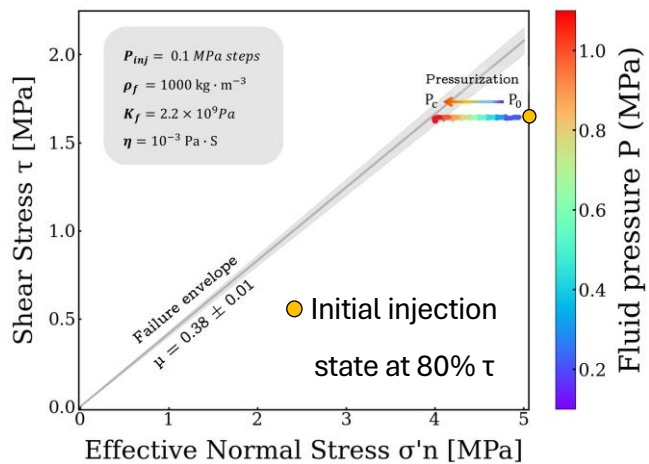 Shear Stress τ [MPa]
2.0
1.5
1.0
0.5
0.0
P_inj = 0.1 MPa steps
ρ_f = 1000 kg · m⁻³
K_f = 2.2 × 10⁹Pa
η = 10⁻³ Pa · S
Pressurization
P_c P_0
Failure envelope
μ = 0.38 ± 0.01
Initial injection
state at 80% τ
0 1 2 3 4 5
Effective Normal Stress σ'n [MPa]
1.0
0.8
0.6
0.4
0.2
Fluid pressure P (MPa)